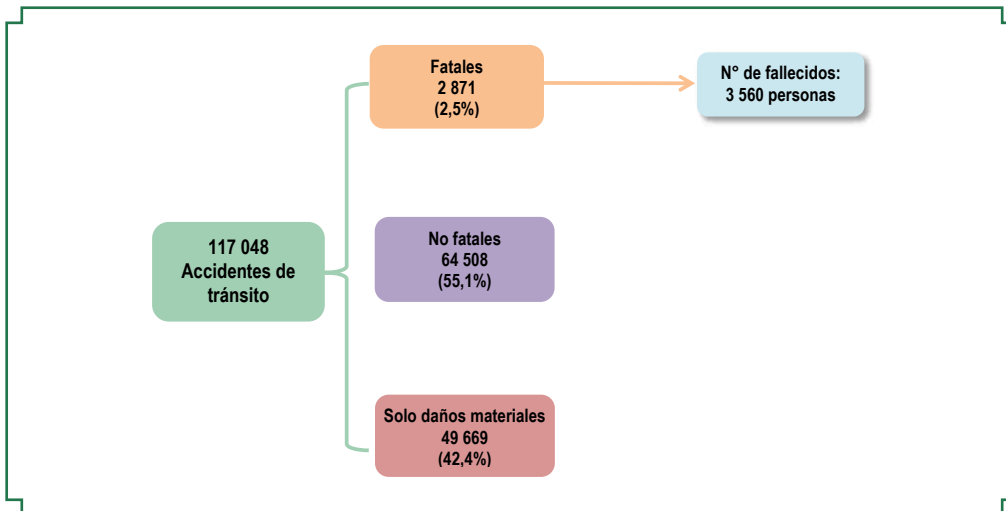 Fatales
2 871
(2,5%)
N° de fallecidos:
3 560 personas
117 048
Accidentes de
tránsito
No fatales
64 508
(55,1%)
Solo daños materiales
49 669
(42,4%)